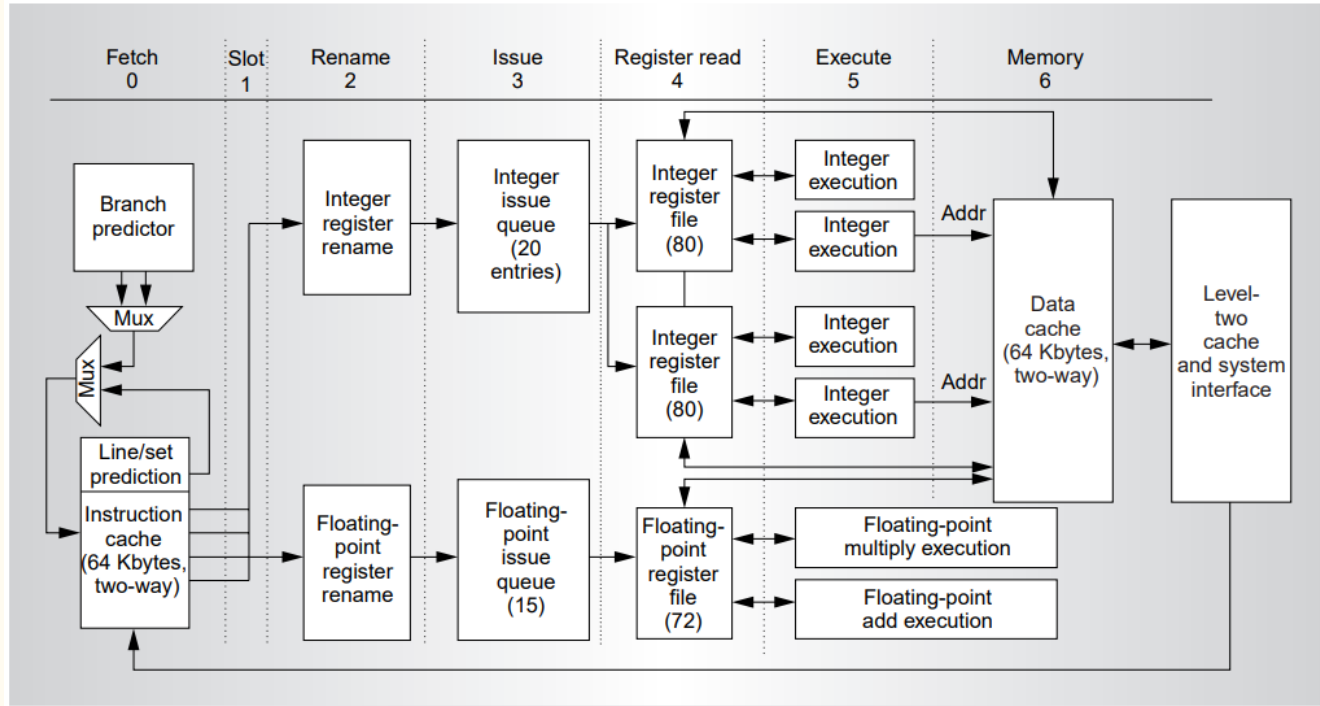 Fetch
0
Slot
1
Rename
2
Issue
3
Register read
4
Execute
5
Memory
6
Branch
predictor
Mux
Mux
Line/set
prediction
Instruction
cache
(64 Kbytes,
two-way)
Integer
register
rename
Floating-
point
register
rename
Integer
issue
queue
(20
entries)
Floating-
point
issue
queue
(15)
Integer
register
file
(80)
Integer
register
file
(80)
Floating-
point
register
file
(72)
Integer
execution
Integer
execution
Integer
execution
Integer
execution
Floating-point
multiply execution
Floating-point
add execution
Addr
Addr
Data
cache
(64 Kbytes,
two-way)
Level-
two
cache
and system
interface